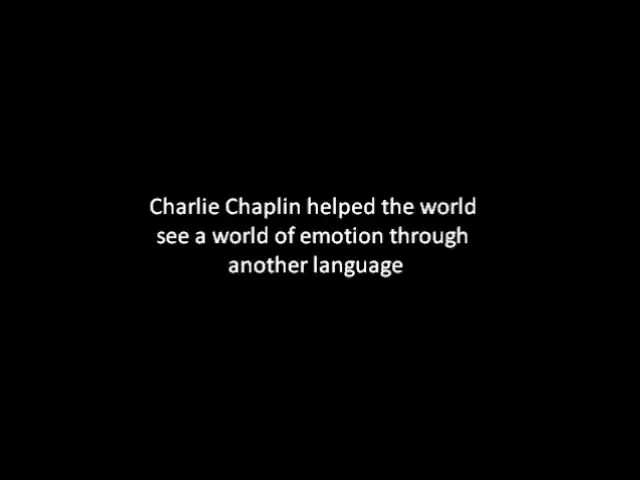 Charlie Chaplin helped the world
see a world of emotion through
another language